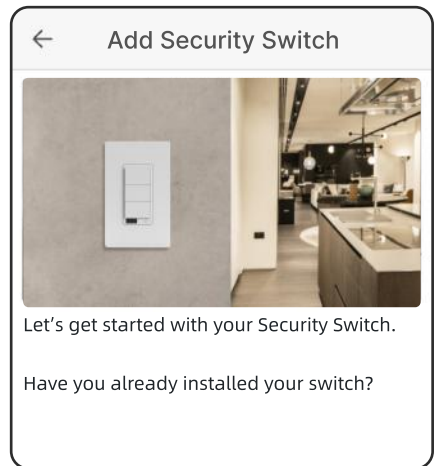 Add Security Switch
Let’s get started with your Security Switch.
Have you already installed your switch?